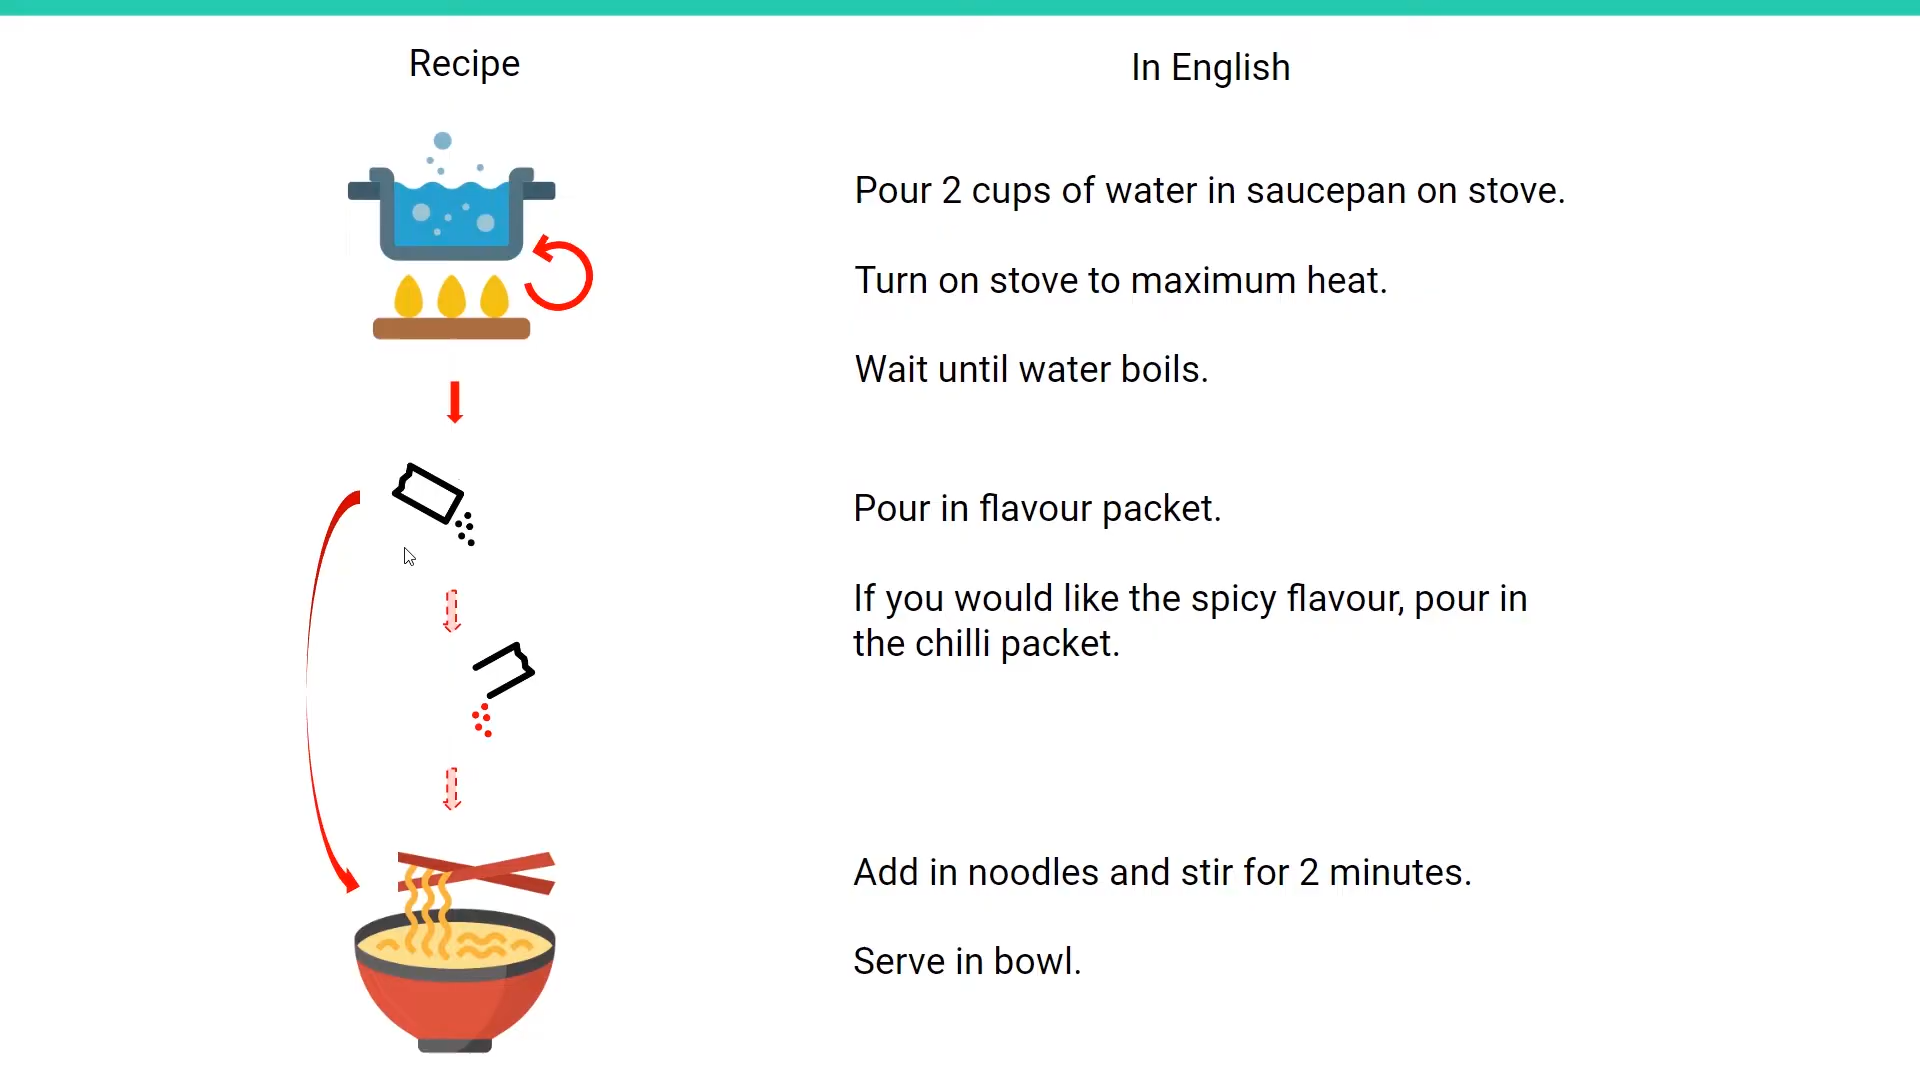 Recipe
In English
Pour 2 cups of water in saucepan on stove.
Turn on stove to maximum heat.
Wait until water boils.
Pour in flavour packet.
If you would like the spicy flavour, pour in
the chilli packet.
Add in noodles and stir for 2 minutes.
Serve in bowl.